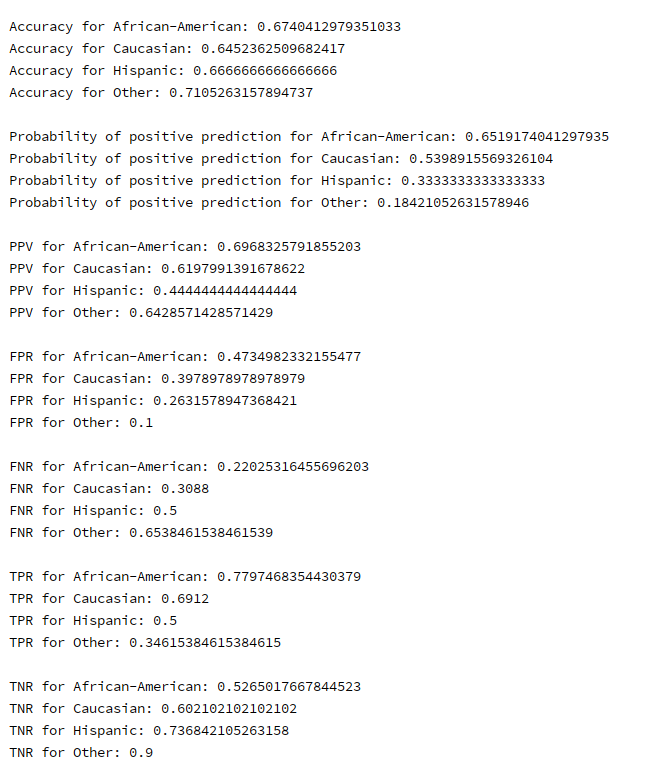 Accuracy for African-American: 0.6740412979351033
Accuracy for Caucasian: 0.6452362509682417
Accuracy for Hispanic: 0.6666666666666666
Accuracy for Other: 0.7105263157894737
Probability of positive prediction for African-American: 0.6519174041297935
Probability of positive prediction for Caucasian: 0.5398915569326104
Probability of positive prediction for Hispanic: 0.3333333333333333
Probability of positive prediction for Other: 0.18421052631578946
PPV for African-American: 0.6968325791855203
PPV for Caucasian: 0.6197991391678622
PPV for Hispanic: 0.4444444444444444
PPV for Other: 0.6428571428571429
FPR for African-American: 0.4734982332155477
FPR for Caucasian: 0.3978978978978979
FPR for Hispanic: 0.2631578947368421
FPR for Other: 0.1
FNR for African-American: 0.22025316455696203
FNR for Caucasian: 0.3088
FNR for Hispanic: 0.5
FNR for Other: 0.6538461538461539
TPR for African-American: 0.7797468354430379
TPR for Caucasian: 0.6912
TPR for Hispanic: 0.5
TPR for Other: 0.34615384615384615
TNR for African-American: 0.5265017667844523
TNR for Caucasian: 0.602102102102102
TNR for Hispanic: 0.736842105263158
TNR for Other: 0.9